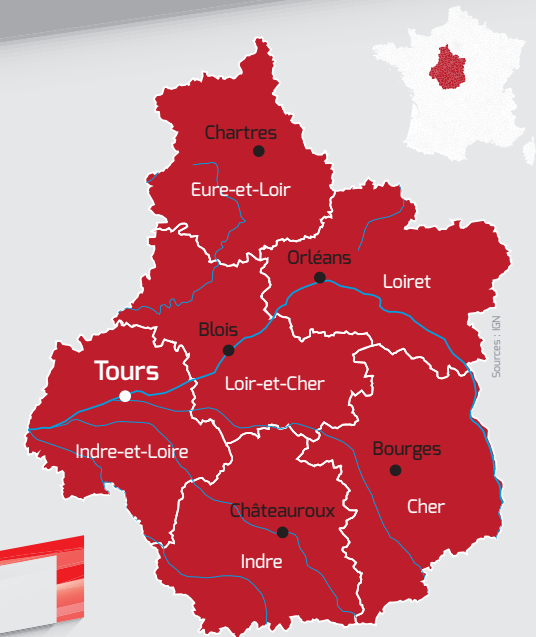 Chartres
Eure-et-Loir
Orléans
Loiret
Sources : IGN
Blois
Tours
Loir-et-Cher
Indre-et-Loire
Bourges
Cher
Châteauroux
Indre